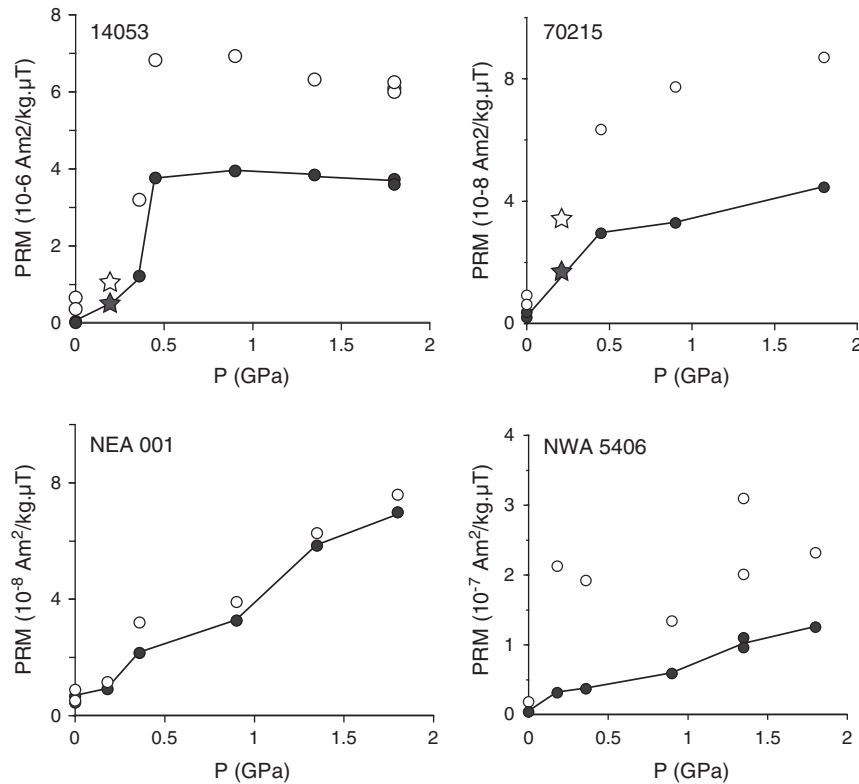 14053
8
6
4
2
0
PRM (10-6 Am2/kg.µT)
0 0.5 1 1.5 2
P (GPa)
70215
8
4
0
PRM (10-8 Am2/kg.µT)
0 0.5 1 1.5 2
P (GPa)
NEA 001
8
4
0
PRM (10⁻⁸ Am²/kg.µT)
0 0.5 1 1.5 2
P (GPa)
NWA 5406
4
3
2
1
0
PRM (10⁻⁷ Am²/kg.µT)
0 0.5 1 1.5 2
P (GPa)